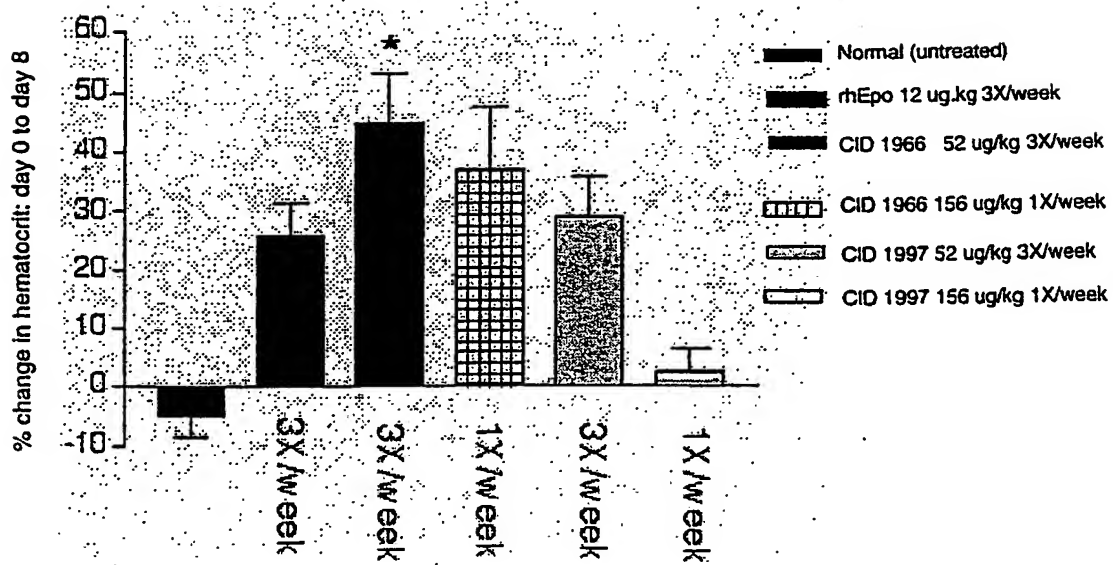 % change in hematocrit: day 0 to day 8
60
50
40
30
20
10
0
-10
*
3X/week
3X/week
1X/week
3X/week
1X/week
Normal (untreated)
rhEpo 12 ug.kg 3X/week
CID 1966 52 ug/kg 3X/week
CID 1966 156 ug/kg 1X/week
CID 1997 52 ug/kg 3X/week
CID 1997 156 ug/kg 1X/week